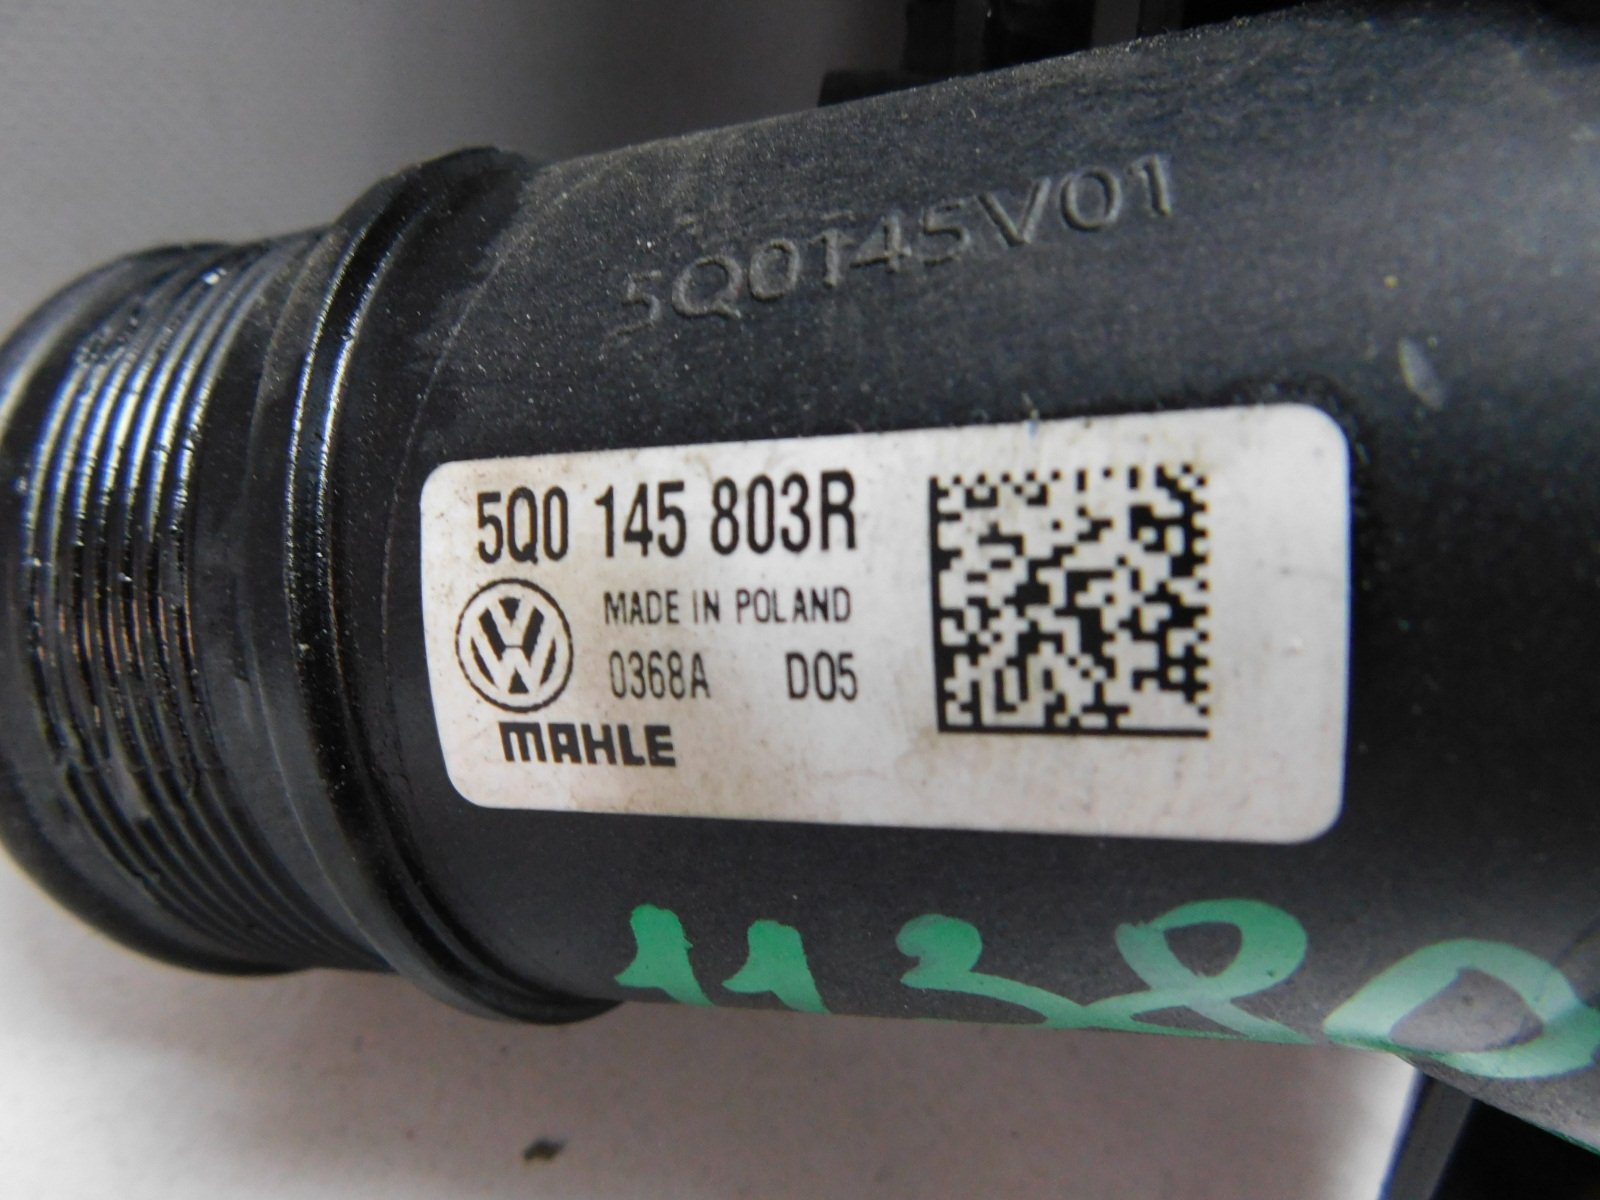 5Q0145V01
5Q0 145 803R
MADE IN POLAND
0368A D05
MAHLE